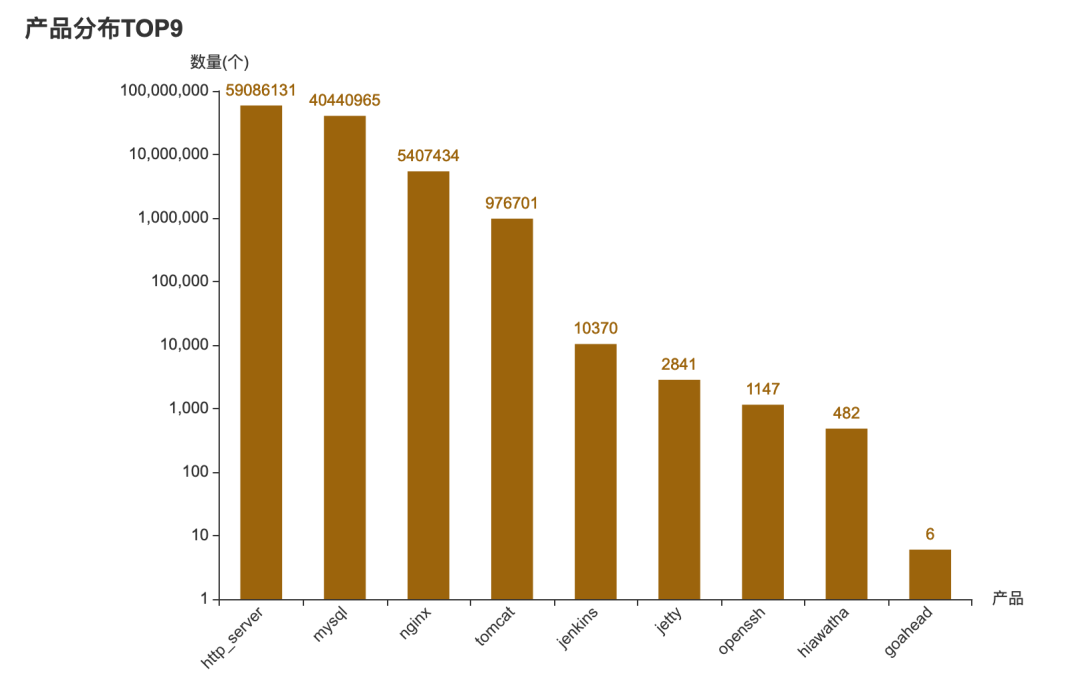 产品分布TOP9
数量(个)
100,000,000
10,000,000
1,000,000
100,000
10,000
1,000
100
10
1
59086131
40440965
5407434
976701
10370
2841
1147
482
6
http_server
mysql
nginx
tomcat
jenkins
jetty
openssh
hiawatha
goahead
产品